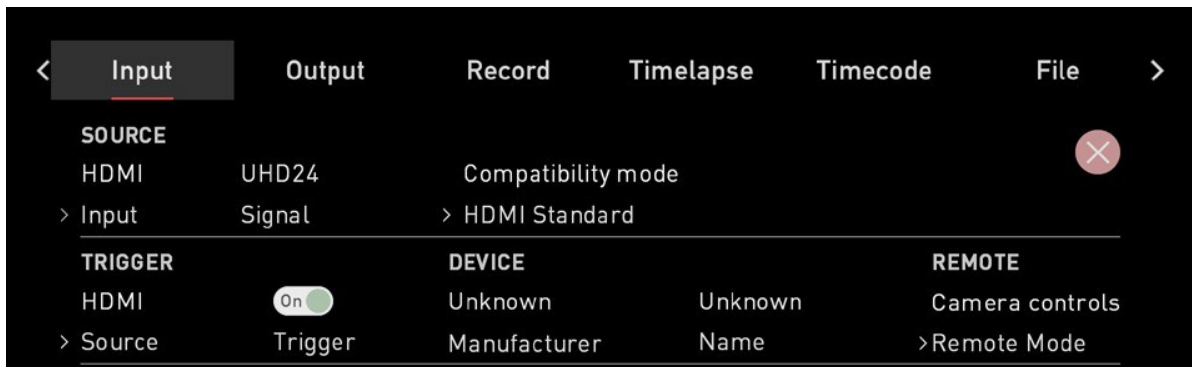 < Input Output Record Timelapse Timecode File >
SOURCE
HDMI UHD24 Compatibility mode
> Input Signal > HDMI Standard
TRIGGER DEVICE REMOTE
HDMI On Unknown Unknown Camera controls
> Source Trigger Manufacturer Name >Remote Mode